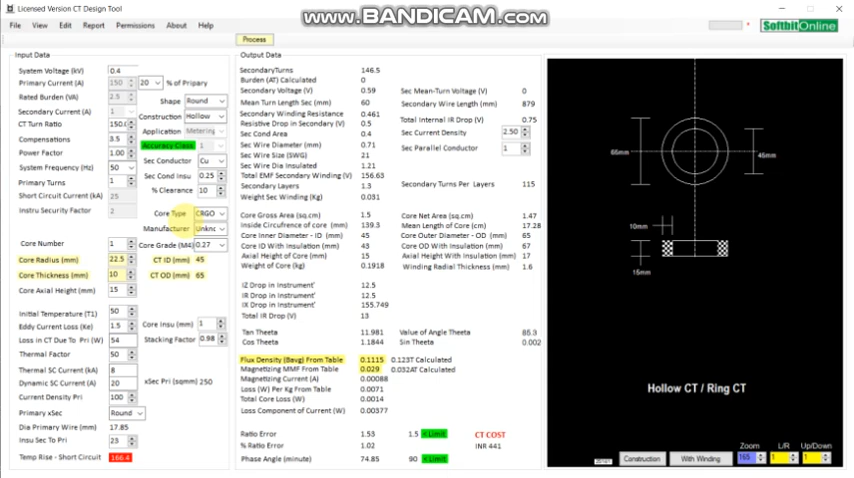 Licensed Version CT Design Tool
www.BANDICAM.com
File View Edit Report Permissions About Help
SoftbitOnline
Process
Input Data
System Voltage (kV) 0.4
Primary Current (A) 150 20 % of Pripary
Rated Burden (VA) 2.5 Shape Round
Secondary Current (A) 1 Construction Hollow
CT Turn Ratio 150.0 Application Metering
Compensations 3.5 Accuracy Class 1
Power Factor 1.00 Sec Conductor Cu
System Frequency (Hz) 50 Sec Cond Insu 0.25
Primary Turns 1 % Clearance 10
Short Circuit Current (kA) 25
Instru Security Factor 2 Core Type CRGO
Manufacturer Unknc
Core Number 1 Core Grade (M4) 0.27
Core Radius (mm) 22.5 CT ID (mm) 45
Core Thickness (mm) 10 CT OD (mm) 65
Core Axial Height (mm) 15
Initial Temperature (T1) 50
Eddy Current Loss (Ke) 1.5 Core Insu (mm) 1
Loss in CT Due To Pri (W) 54 Stacking Factor 0.98
Thermal Factor 50
Thermal SC Current (kA) 8
Dynamic SC Current (A) 20 xSec Pri (sqmm) 250
Current Density Pri 100
Primary xSec Round
Dia Primary Wire (mm) 17.85
Insu Sec To Pri 23
Temp Rise - Short Circuit 166.4
Output Data
SecondaryTurns 146.5
Burden (AT) Calculated 0
Secondary Voltage (V) 0.59 Sec Mean-Turn Voltage (V) 0
Mean Turn Length Sec (mm) 60 Secondary Wire Length (mm) 879
Secondary Winding Resistance 0.461
Resistive Drop in Secondary (V) 0.5 Total Internal IR Drop (V) 0.75
Sec Cond Area 0.4 Sec Current Density 2.50
Sec Wire Diameter (mm) 0.71
Sec Wire Size (SWG) 21 Sec Parallel Conductor 1
Sec Wire Dia Insulated 1.21
Total EMF Secondary Winding (V) 156.63
Secondary Layers 1.3 Secondary Turns Per Layers 115
Weight Sec Winding (Kg) 0.031
Core Gross Area (sq.cm) 1.5 Core Net Area (sq.cm) 1.47
Inside Circufrence of core (mm) 139.3 Mean Length of Core (mm) 17.28
Core Inner Diameter - ID (mm) 45 Core Outer Diameter - OD (mm) 65
Core ID With Insulation (mm) 43 Core OD With Insulation (mm) 67
Axial Height of Core (mm) 15 Axial Height With Insulation (mm) 17
Weight of Core (kg) 0.1918 Winding Radial Thickness (mm) 1.6
IZ Drop in Instrument' 12.5
IR Drop in Instrument' 12.5
IX Drop in Instrument' 155.749
Total IR Drop (V) 13
Tan Theeta 11.981 Value of Angle Theeta 85.3
Cos Theeta 1.1844 Sin Theeta 0.002
Flux Density (Bavg) From Table 0.1115 0.123T Calculated
Magnetizing MMF From Table 0.029 0.032AT Calculated
Magnetizing Current (A) 0.00088
Loss (W) Per Kg From Table 0.0071
Total Core Loss (W) 0.0014
Loss Component of Current (W) 0.00377
Ratio Error 1.53 1.5 < Limit CT COST
% Ratio Error 1.02 INR 441
Phase Angle (minute) 74.85 90 < Limit
65mm
45mm
10mm
15mm
Hollow CT / Ring CT
Zoom L/R Up/Down
Construction With Winding 165 1 1